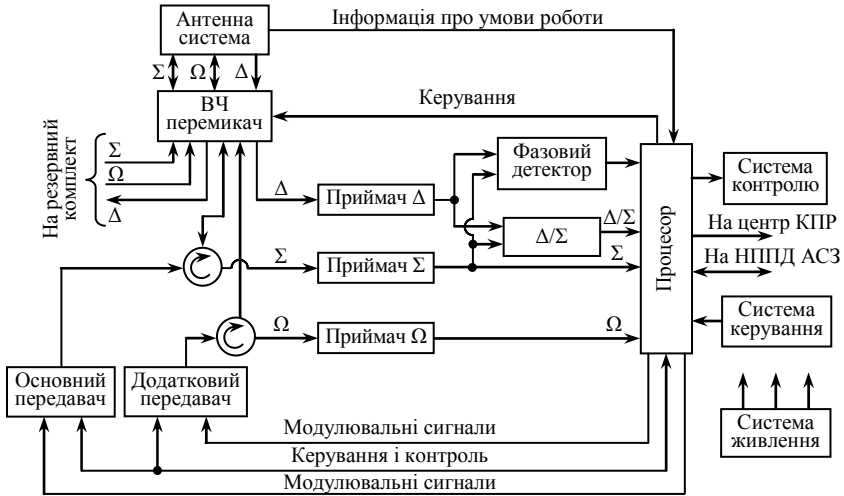 Антенна
система
Інформація про умови роботи
Σ
Ω
Δ
ВЧ
перемикач
Керування
На резервний
комплект
Σ
Ω
Δ
Δ
Приймач Δ
Фазовий
детектор
Δ/Σ
Δ/Σ
Σ
Приймач Σ
Σ
Ω
Приймач Ω
Ω
Процесор
Система
контролю
На центр КПР
На НППД АСЗ
Система
керування
Основний
передавач
Додатковий
передавач
Система
живлення
Модулювальні сигнали
Керування і контроль
Модулювальні сигнали